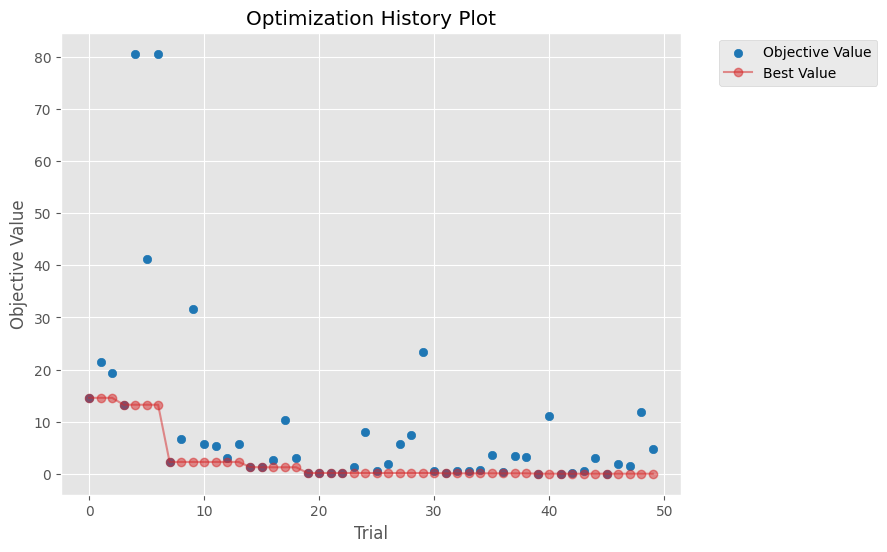 Optimization History Plot
Objective Value
Best Value
Objective Value
80
70
60
50
40
30
20
10
0
0 10 20 30 40 50
Trial